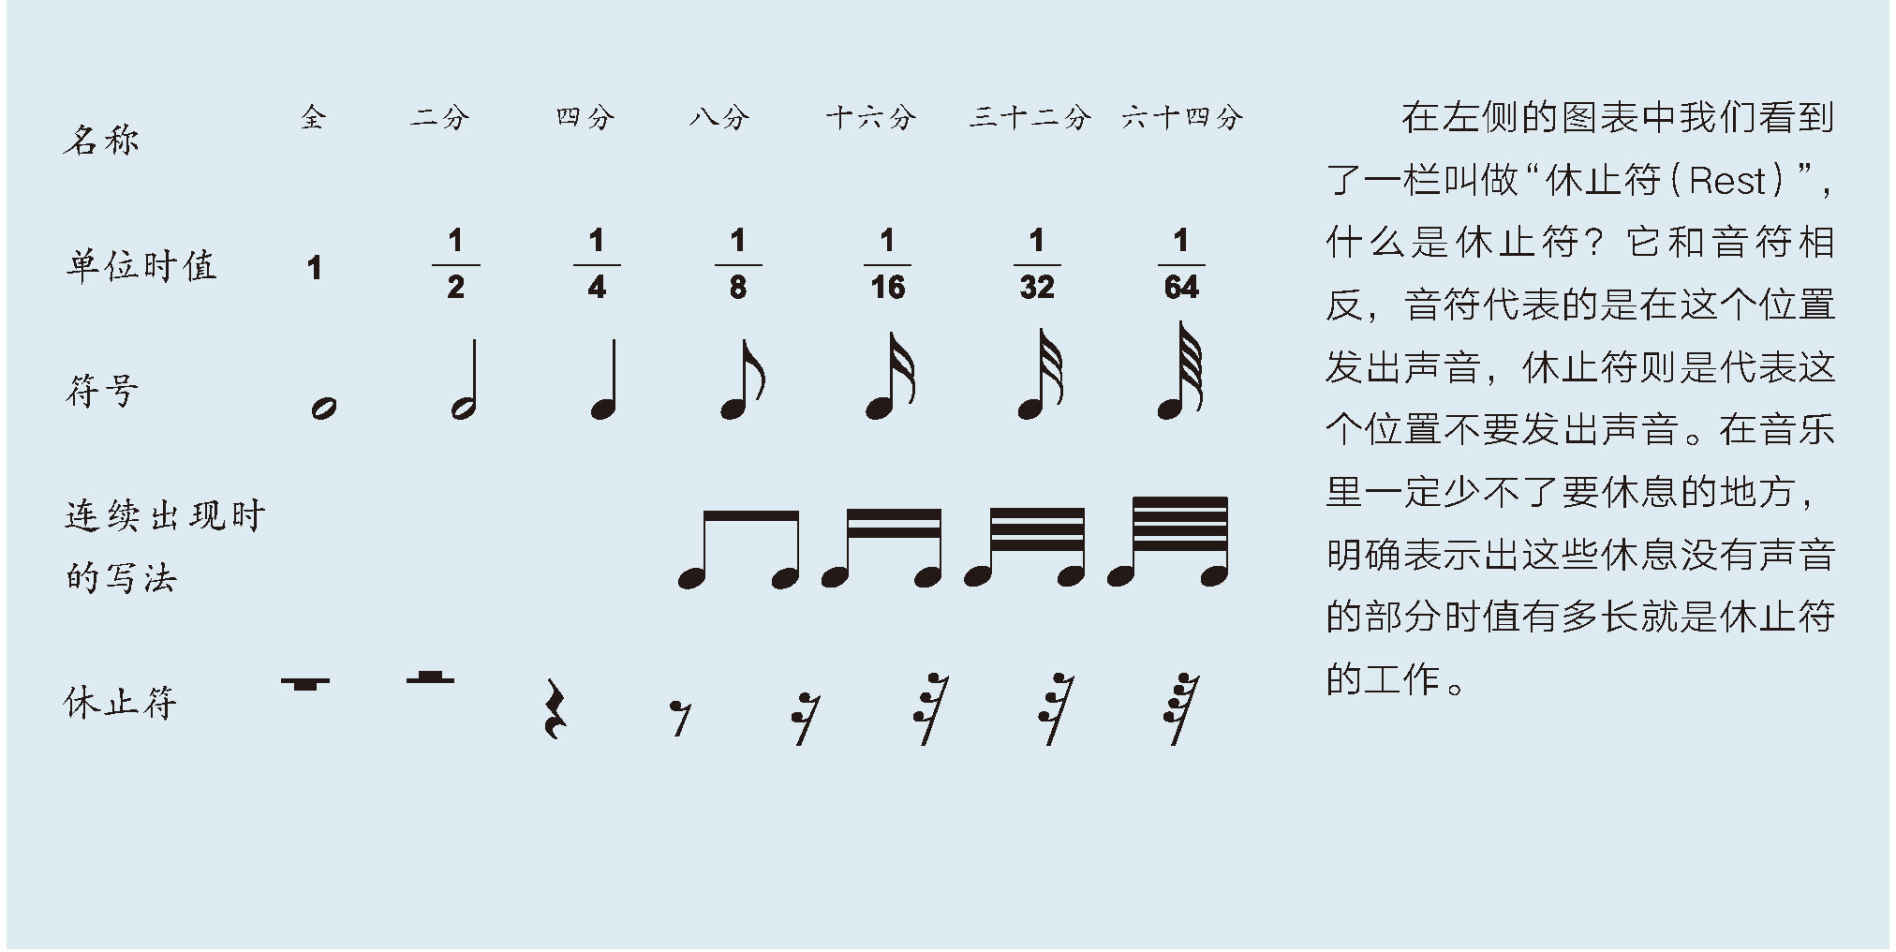 名称 全 二分 四分 八分 十六分 三十二分 六十四分
单位时值 1 1/2 1/4 1/8 1/16 1/32 1/64
符号
连续出现时
的写法
休止符
在左侧的图表中我们看到
了一栏叫做“休止符（Rest）”，
什么是休止符？它和音符相
反，音符代表的是在这个位置
发出声音，休止符则是代表这
个位置不要发出声音。在音乐
里一定少不了要休息的地方，
明确表示出这些休息没有声音
的部分时值有多长就是休止符
的工作。